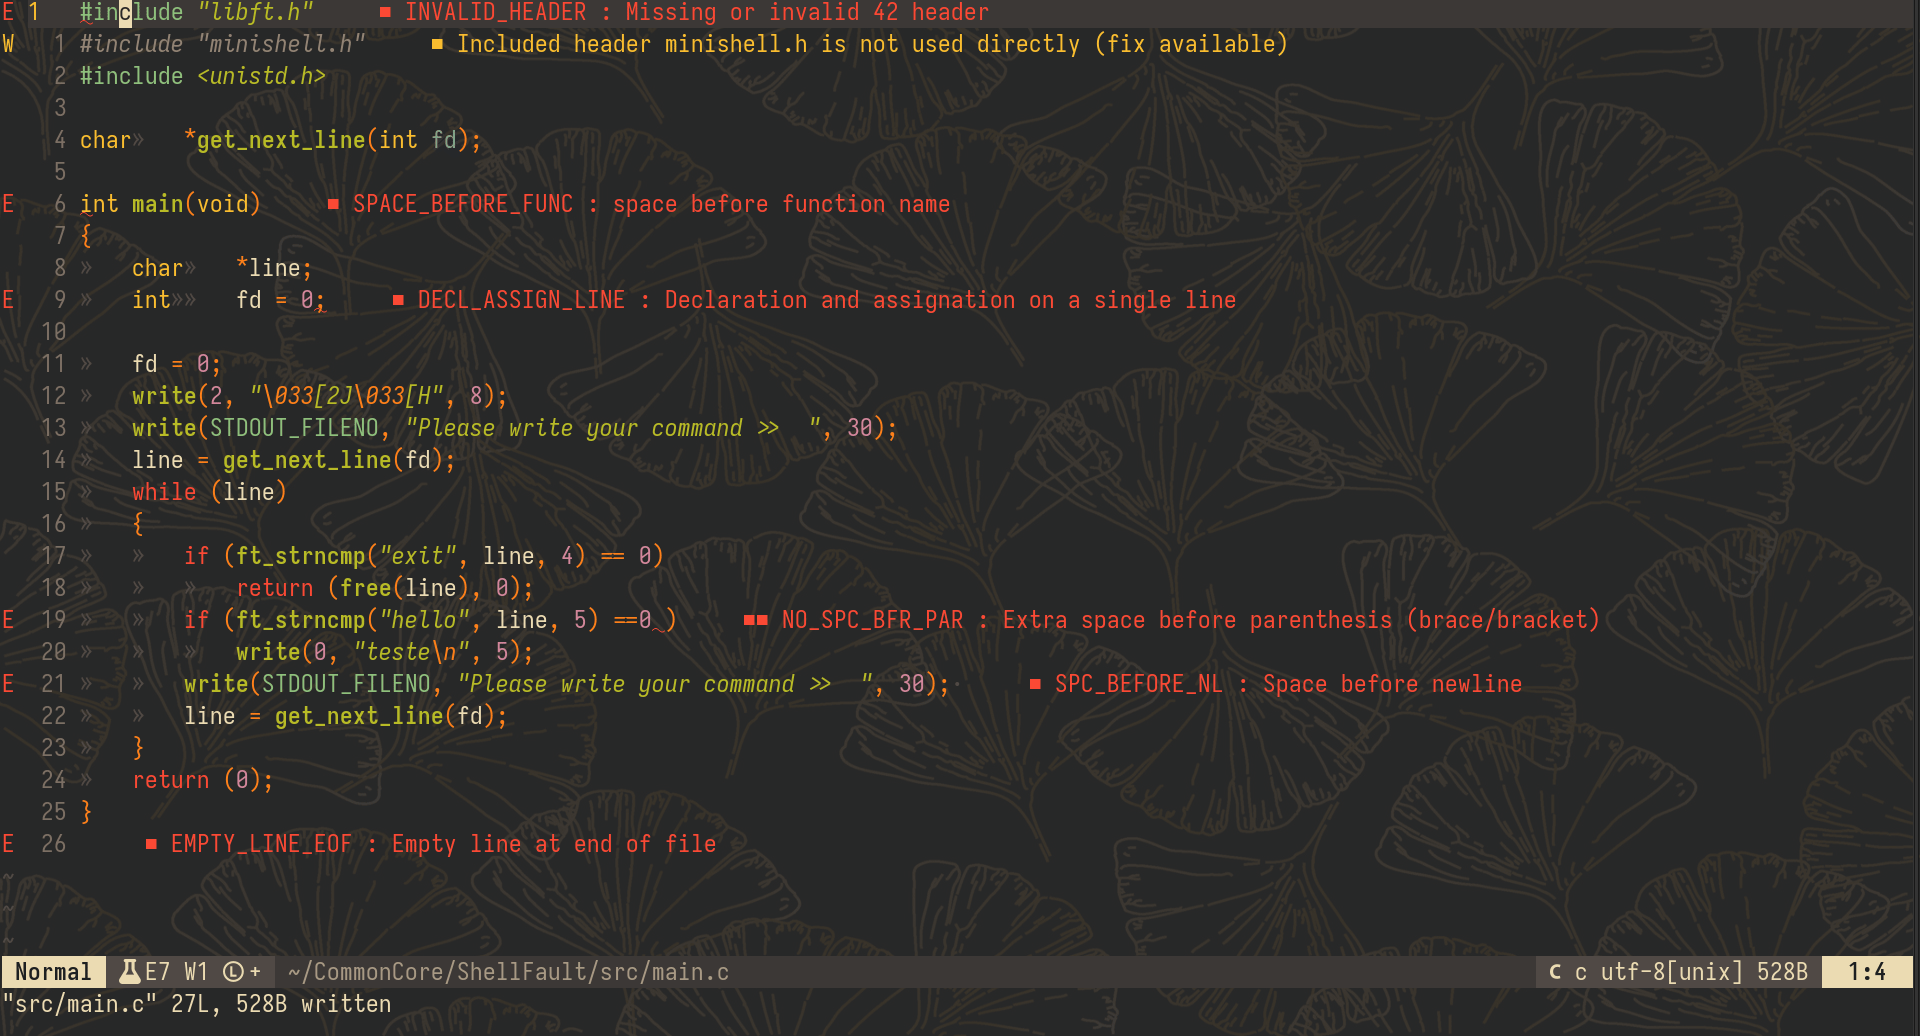 E 1 #include "libft.h" ■ INVALID_HEADER : Missing or invalid 42 header
W 1 #include "minishell.h" ■ Included header minishell.h is not used directly (fix available)
2 #include <unistd.h>
3
4 char» *get_next_line(int fd);
5
E 6 int main(void) ■ SPACE_BEFORE_FUNC : space before function name
7 {
8 » char» *line;
E 9 » int»» fd = 0; ■ DECL_ASSIGN_LINE : Declaration and assignation on a single line
10
11 » fd = 0;
12 » write(2, "\033[2J\033[H", 8);
13 » write(STDOUT_FILENO, "Please write your command >>  ", 30);
14 » line = get_next_line(fd);
15 » while (line)
16 » {
17 » » if (ft_strncmp("exit", line, 4) == 0)
18 » » » return (free(line), 0);
E 19 » » if (ft_strncmp("hello", line, 5) ==0 ) ■■ NO_SPC_BFR_PAR : Extra space before parenthesis (brace/bracket)
20 » » » write(0, "teste\n", 5);
E 21 » » write(STDOUT_FILENO, "Please write your command >>  ", 30);· ■ SPC_BEFORE_NL : Space before newline
22 » » line = get_next_line(fd);
23 » }
24 » return (0);
25 }
E 26 ■ EMPTY_LINE_EOF : Empty line at end of file
~
~
~
Normal E7 W1 Ⓛ + ~/CommonCore/ShellFault/src/main.c C c utf-8[unix] 528B 1:4
"src/main.c" 27L, 528B written